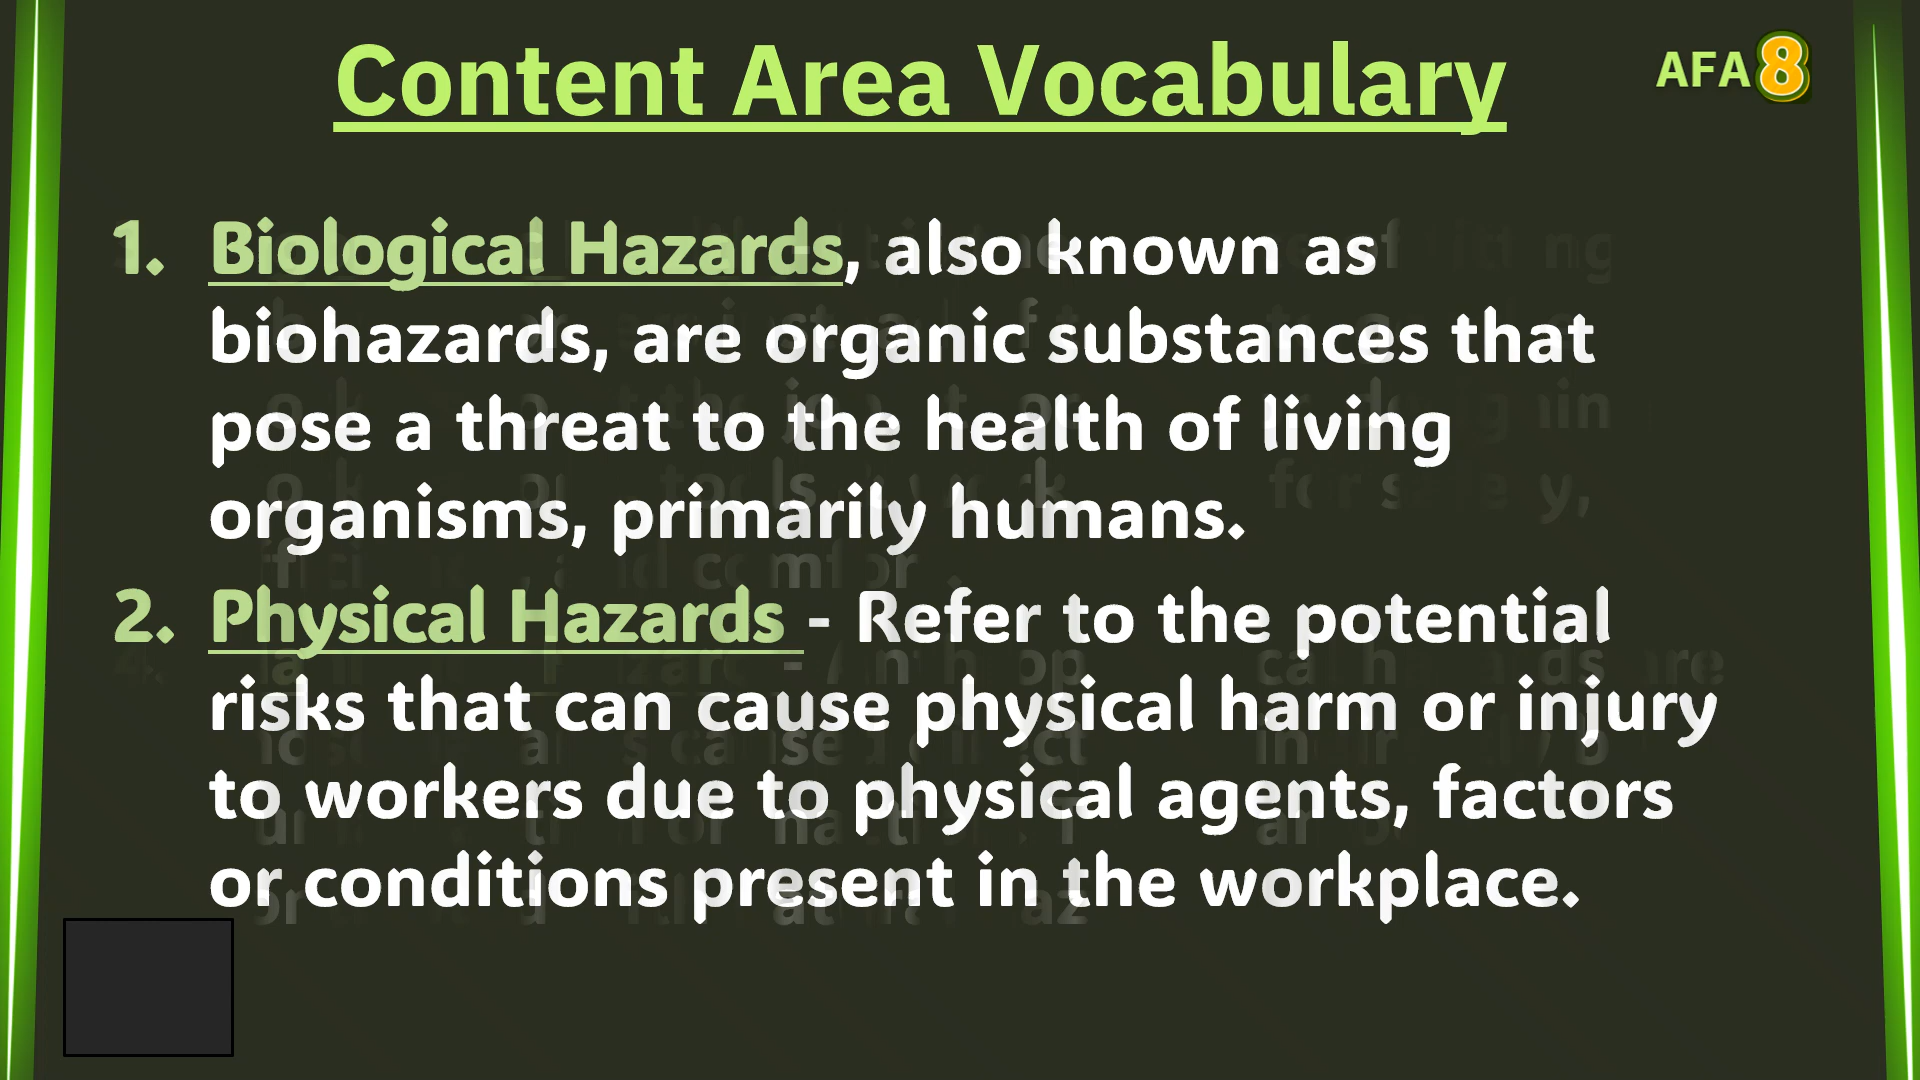 Content Area Vocabulary
AFA8
1. Biological Hazards, also known as
biohazards, are organic substances that
pose a threat to the health of living
organisms, primarily humans.
2. Physical Hazards - Refer to the potential
risks that can cause physical harm or injury
to workers due to physical agents, factors
or conditions present in the workplace.